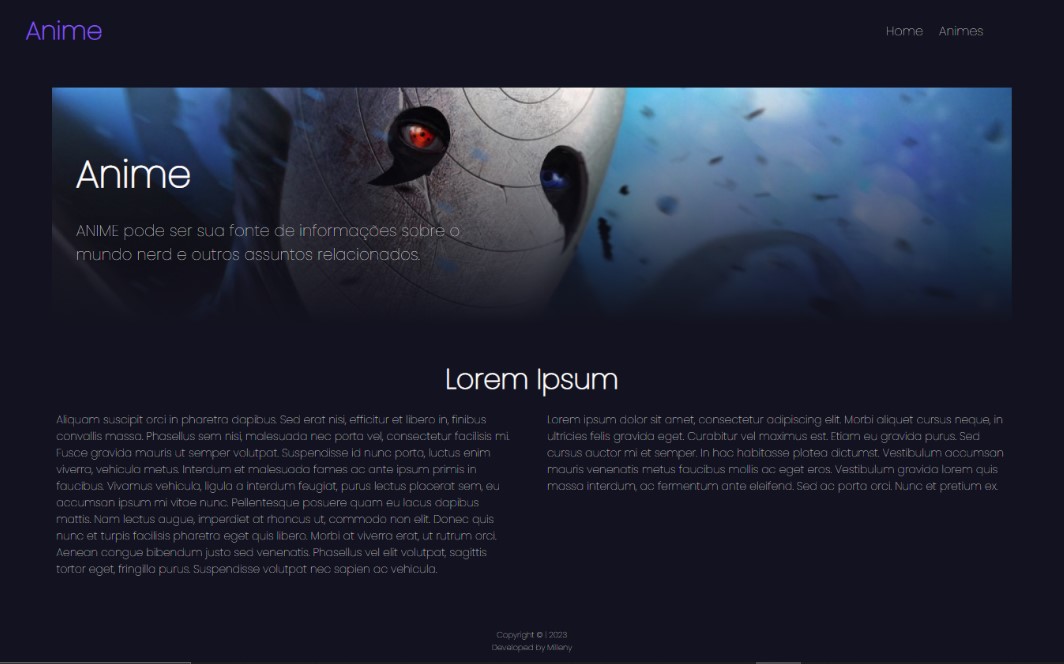 Anime
Home Animes
Anime
ANIME pode ser sua fonte de informações sobre o
mundo nerd e outros assuntos relacionados.
Lorem Ipsum
Aliquam suscipit orci in pharetra dapibus. Sed erat nisi, efficitur et libero in, finibus
convallis massa. Phasellus sem nisi, malesuada nec porta vel, consectetur facilisis mi.
Fusce gravida mauris ut semper volutpat. Suspendisse id nunc porta, luctus enim
viverra, vehicula metus. Interdum et malesuada fames ac ante ipsum primis in
faucibus. Vivamus vehicula, ligula a interdum feugiat, purus lectus placerat sem, eu
accumsan ipsum mi vitae nunc. Pellentesque posuere quam eu lacus dapibus
mattis. Nam lectus augue, imperdiet at rhoncus ut, commodo non elit. Donec quis
nunc et turpis facilisis pharetra eget quis libero. Morbi at viverra erat, ut rutrum orci.
Aenean congue bibendum justo sed venenatis. Phasellus vel elit volutpat, sagittis
tortor eget, fringilla purus. Suspendisse volutpat nec sapien ac vehicula.
Lorem ipsum dolor sit amet, consectetur adipiscing elit. Morbi aliquet cursus neque, in
ultricies felis gravida eget. Curabitur vel maximus est. Etiam eu gravida purus. Sed
cursus auctor mi et semper. In hac habitasse platea dictumst. Vestibulum accumsan
mauris venenatis metus faucibus mollis ac eget eros. Vestibulum gravida lorem quis
massa interdum, ac fermentum ante eleifend. Sed ac porta orci. Nunc et pretium ex.
Copyright © | 2023
Developed by Milleny